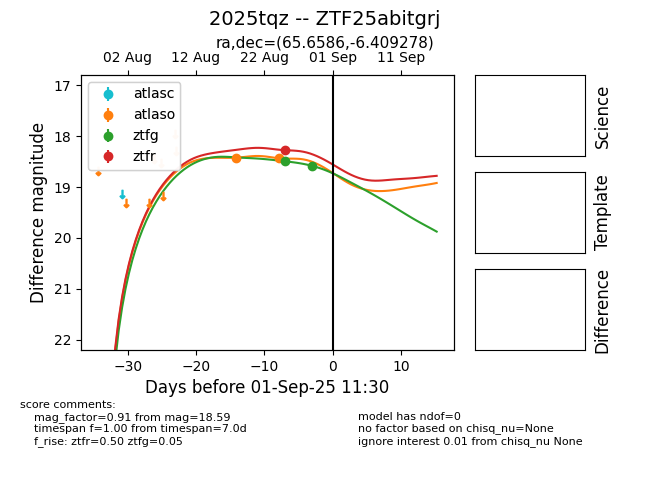 2025tqz -- ZTF25abitgrj
ra,dec=(65.6586,-6.409278)
02 Aug 12 Aug 22 Aug 01 Sep 11 Sep
atlasc
atlaso
ztfg
ztfr
17
18
19
20
21
22
Difference magnitude
−30 −20 −10 0 10
Days before 01-Sep-25 11:30
Science
Template
Difference
score comments:
mag_factor=0.91 from mag=18.59
timespan f=1.00 from timespan=7.0d
f_rise: ztfr=0.50 ztfg=0.05
model has ndof=0
no factor based on chisq_nu=None
ignore interest 0.01 from chisq_nu None